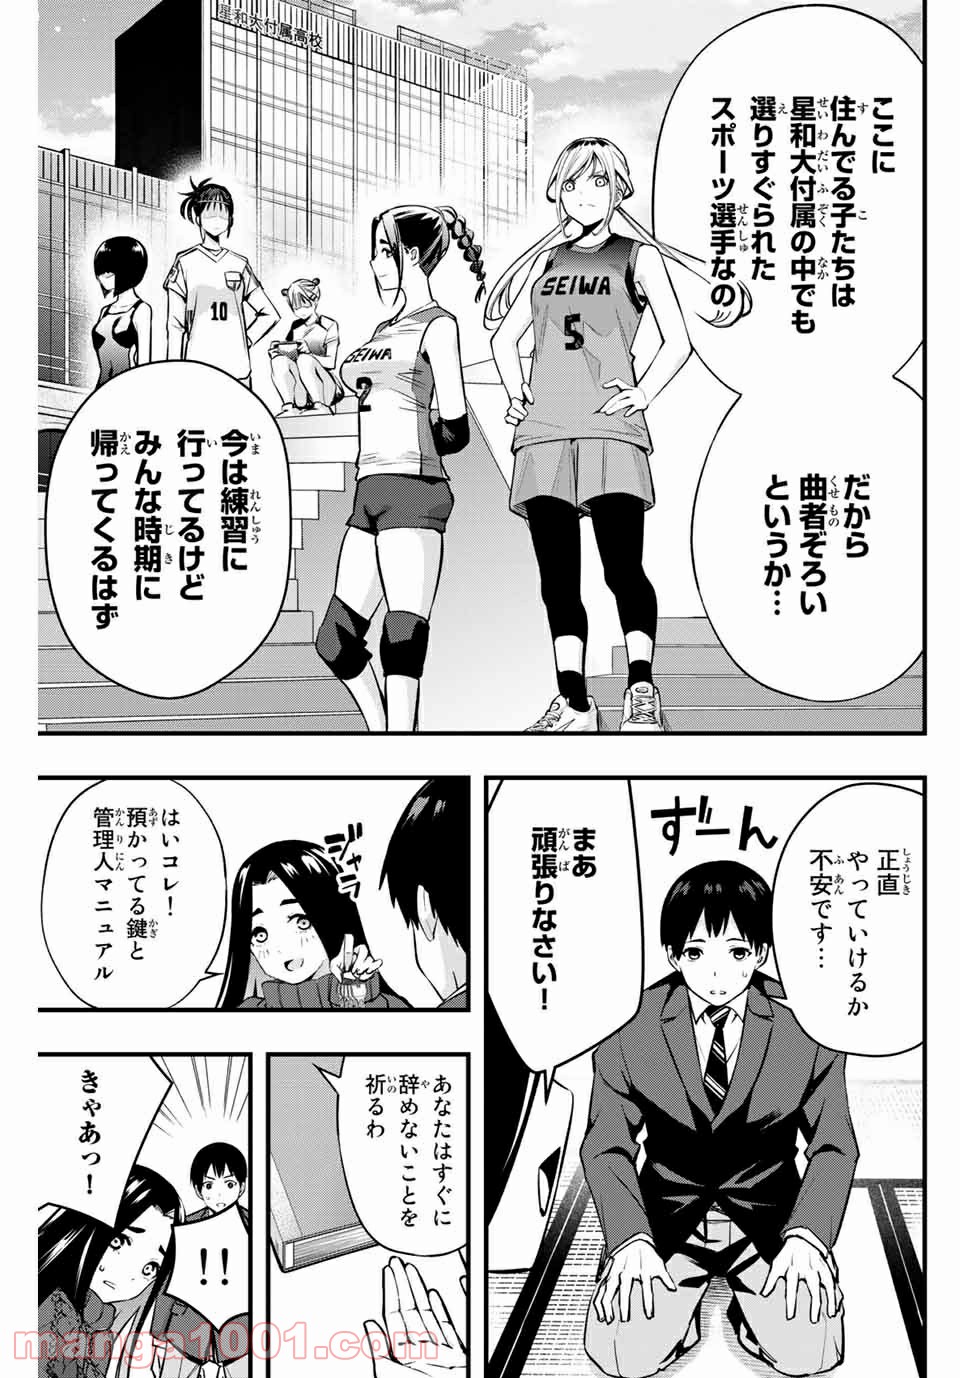 星和大付属高校
ここに
住んでる子たちは
星和大付属の中でも
選りすぐられた
スポーツ選手なの
だから
曲者ぞろい
というか…
SEIWA
5
SEIWA
2
10
今は練習に
行ってるけど
みんな時期に
帰ってくるはず
ずーん
正直
やっていけるか
不安です…
まあ
頑張りなさい！
ジャラ
はいコレ！
預かってる鍵と
管理人マニュアル
あなたはすぐに
辞めないことを
祈るわ
きゃあっ！
！！
manga1001.com